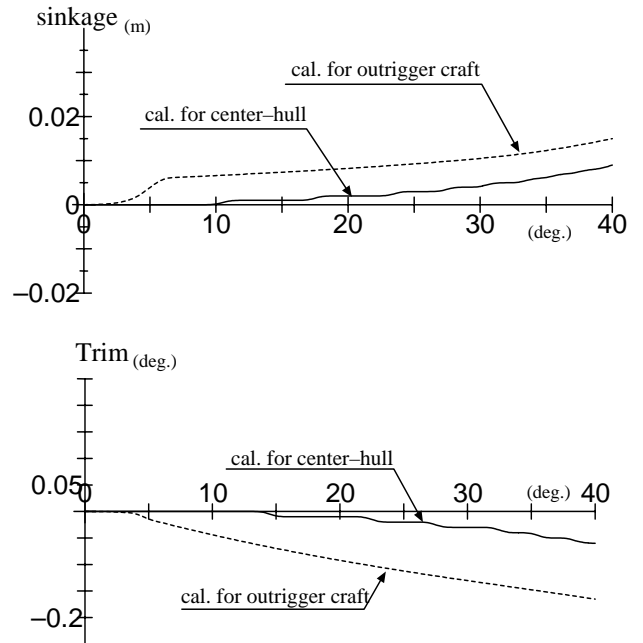 sinkage (m)
cal. for outrigger craft
cal. for center–hull
0.02
0
0 10 20 30 (deg.) 40
–0.02
Trim (deg.)
cal. for center–hull
0.05
0 10 20 30 (deg.) 40
cal. for outrigger craft
–0.2